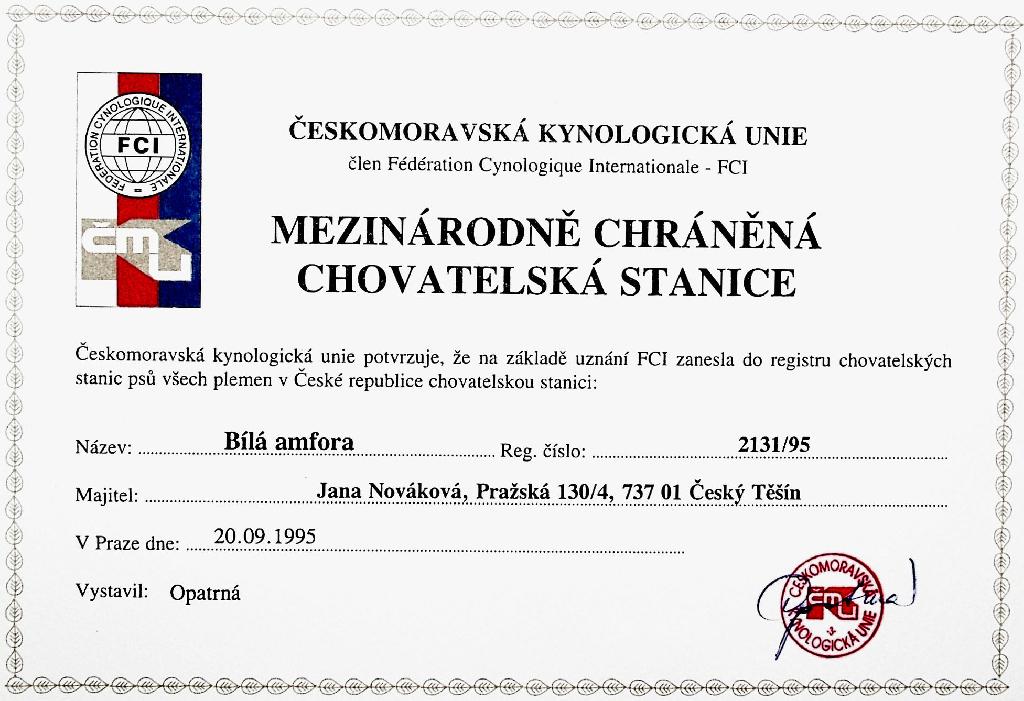 FÉDÉRATION CYNOLOGIQUE INTERNATIONALE
FCI
ČMKU
ČESKOMORAVSKÁ KYNOLOGICKÁ UNIE
člen Fédération Cynologique Internationale - FCI
MEZINÁRODNĚ CHRÁNĚNÁ
CHOVATELSKÁ STANICE
Českomoravská kynologická unie potvrzuje, že na základě uznání FCI zanesla do registru chovatelských
stanic psů všech plemen v České republice chovatelskou stanici:
Název: Bílá amfora Reg. číslo: 2131/95
Majitel: Jana Nováková, Pražská 130/4, 737 01 Český Těšín
V Praze dne: 20.09.1995
Vystavil: Opatrná
ČESKOMORAVSKÁ KYNOLOGICKÁ UNIE
ČMKU